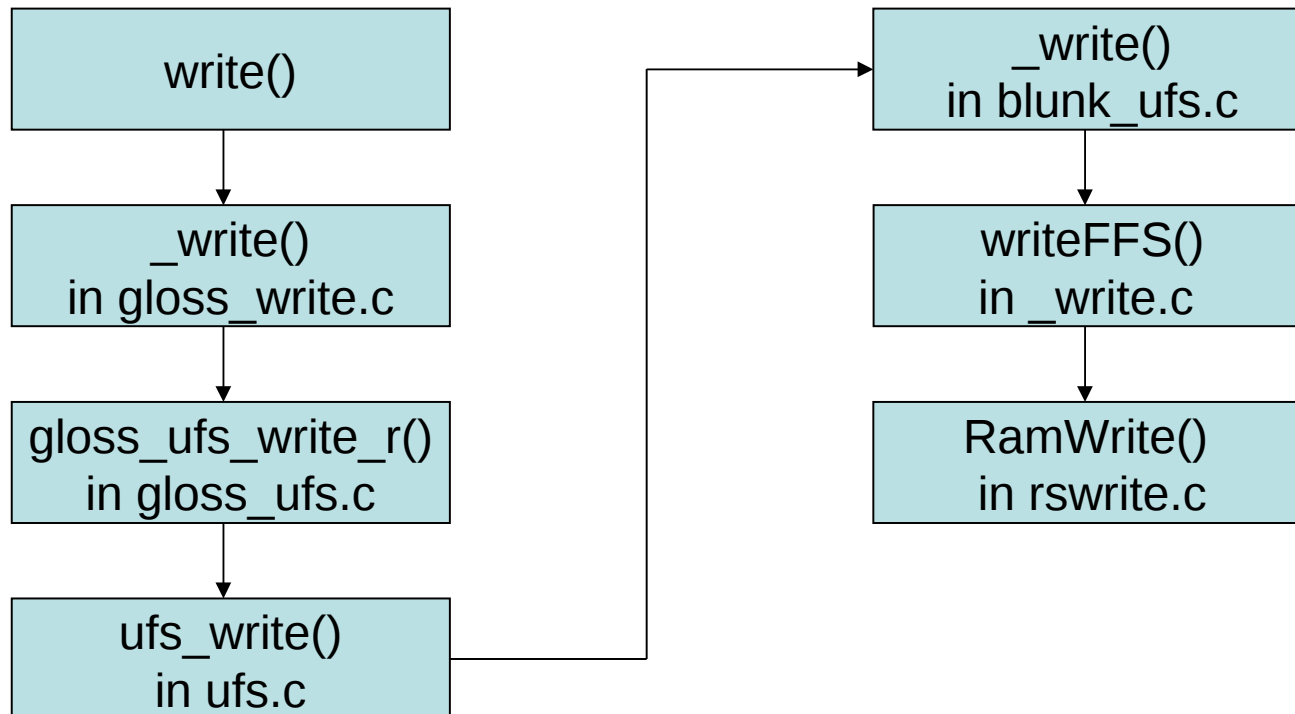 write()
_write()
in gloss_write.c
gloss_ufs_write_r()
in gloss_ufs.c
ufs_write()
in ufs.c
_write()
in blunk_ufs.c
writeFFS()
in _write.c
RamWrite()
in rswrite.c